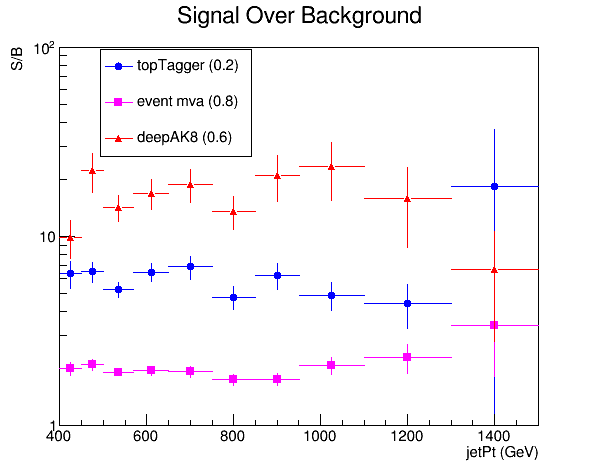 Signal Over Background
S/B
10²
10
1
topTagger (0.2)
event mva (0.8)
deepAK8 (0.6)
400 600 800 1000 1200 1400
jetPt (GeV)